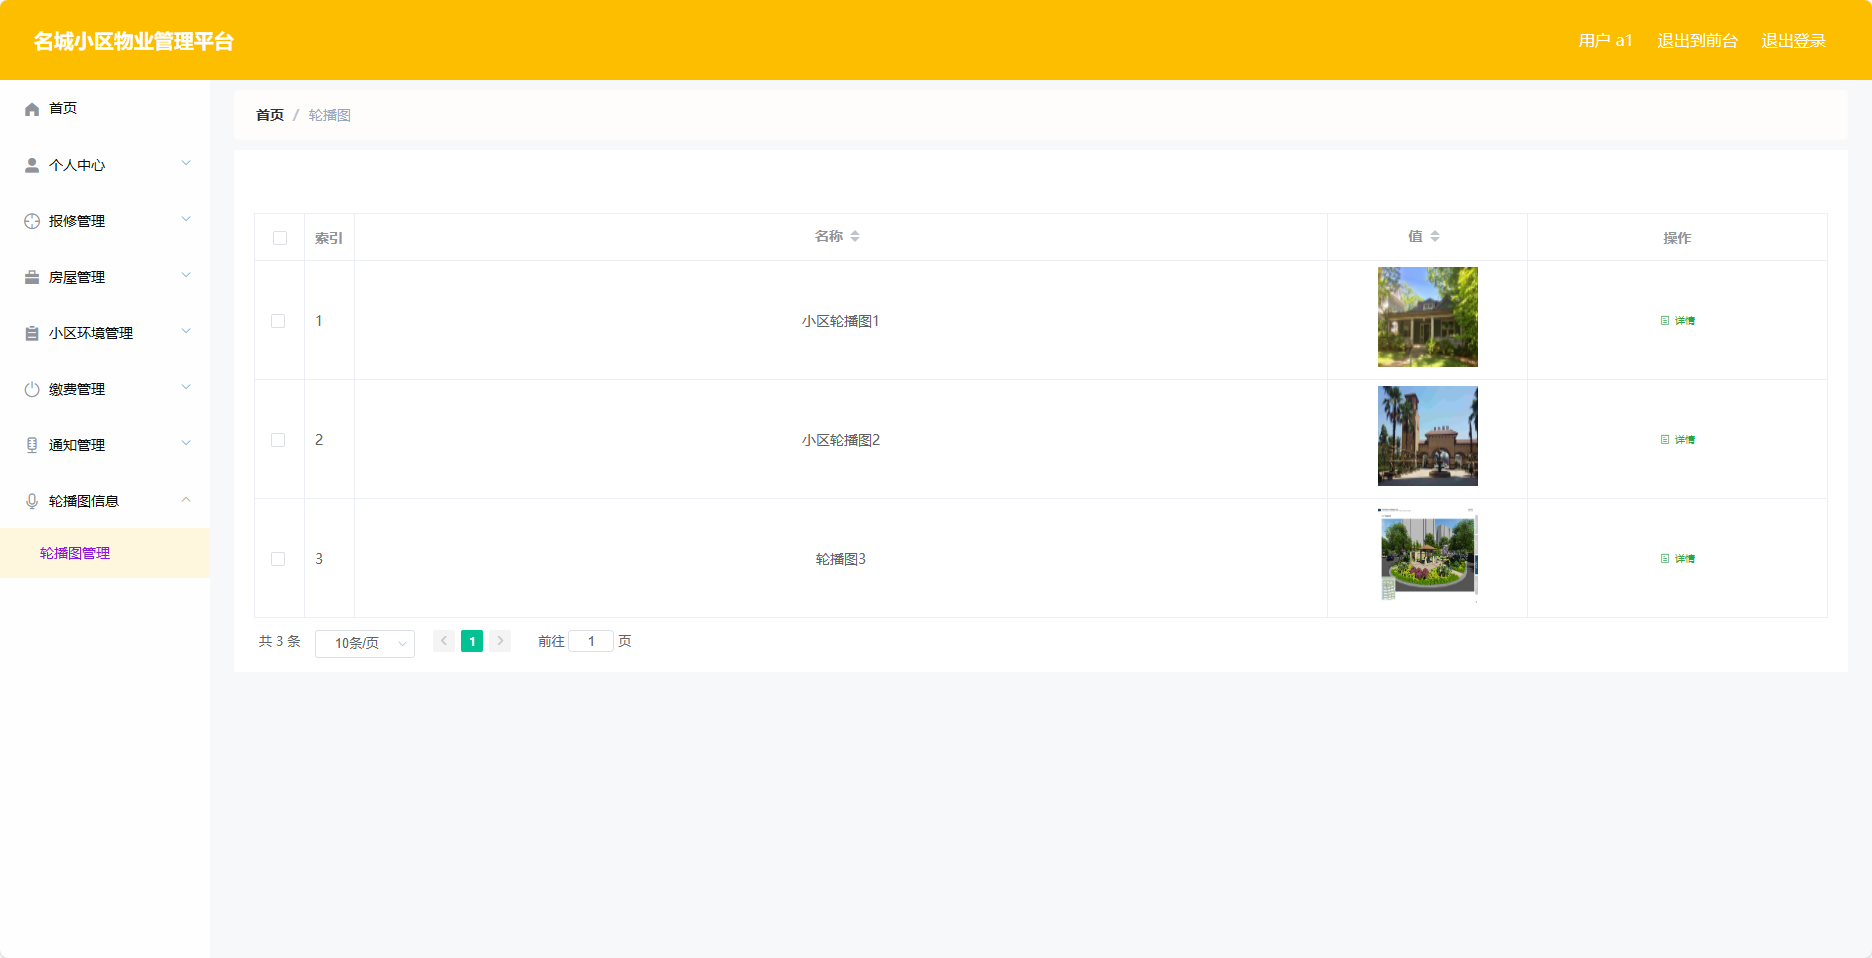 名城小区物业管理平台
用户 a1 退出到前台 退出登录
首页
个人中心
报修管理
房屋管理
小区环境管理
缴费管理
通知管理
轮播图信息
轮播图管理
首页 / 轮播图
索引 名称 值 操作
1 小区轮播图1 详情
2 小区轮播图2 详情
3 轮播图3 详情
共 3 条 10条/页 1 前往 1 页